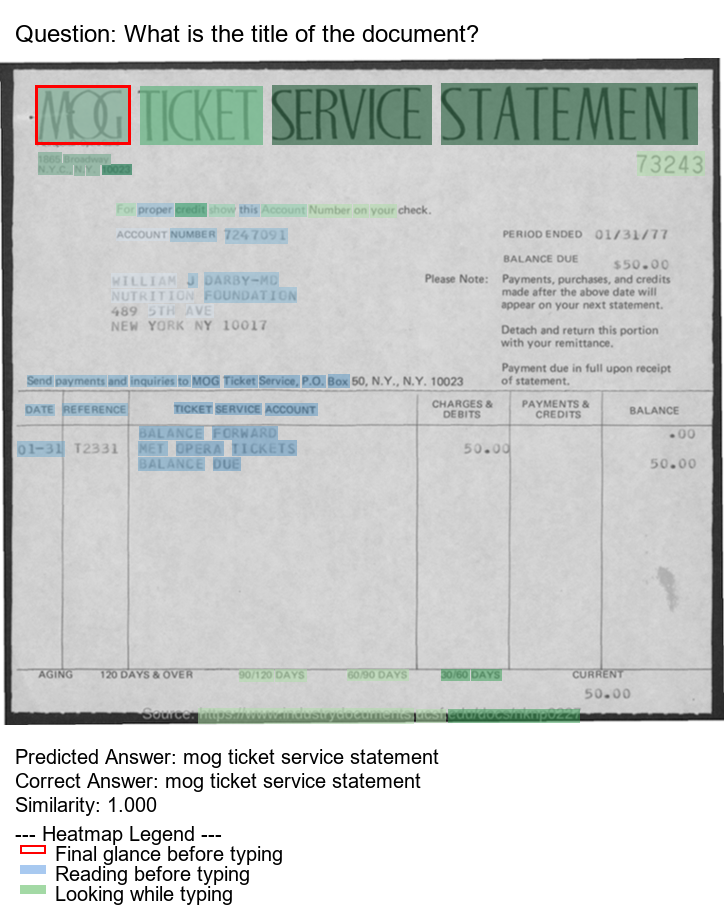 Question: What is the title of the document?
MOG TICKET SERVICE STATEMENT
1865 Broadway
N.Y.C., N.Y. 10023
73243
For proper credit show this Account Number on your check.
ACCOUNT NUMBER 7247091
PERIOD ENDED 01/31/77
BALANCE DUE $50.00
WILLIAM J DARBY-MD
NUTRITION FOUNDATION
489 5TH AVE
NEW YORK NY 10017
Please Note: Payments, purchases, and credits
made after the above date will
appear on your next statement.
Detach and return this portion
with your remittance.
Payment due in full upon receipt
of statement.
Send payments and inquiries to MOG Ticket Service, P.O. Box 50, N.Y., N.Y. 10023
DATE REFERENCE TICKET SERVICE ACCOUNT CHARGES & DEBITS PAYMENTS & CREDITS BALANCE
BALANCE FORWARD .00
01-31 T2331 MET OPERA TICKETS 50.00
BALANCE DUE 50.00
AGING 120 DAYS & OVER 90/120 DAYS 60/90 DAYS 30/60 DAYS CURRENT
50.00
Source: https://www.industrydocuments.ucsf.edu/docs/
Predicted Answer: mog ticket service statement
Correct Answer: mog ticket service statement
Similarity: 1.000
--- Heatmap Legend ---
Final glance before typing
Reading before typing
Looking while typing